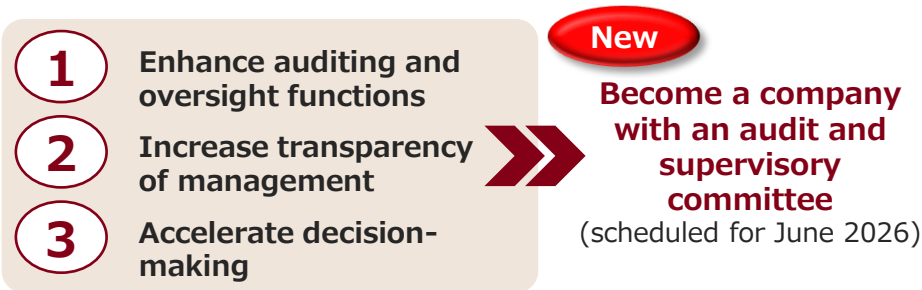 1
Enhance auditing and
oversight functions
2
Increase transparency
of management
3
Accelerate decision-
making
New
Become a company
with an audit and
supervisory
committee
(scheduled for June 2026)